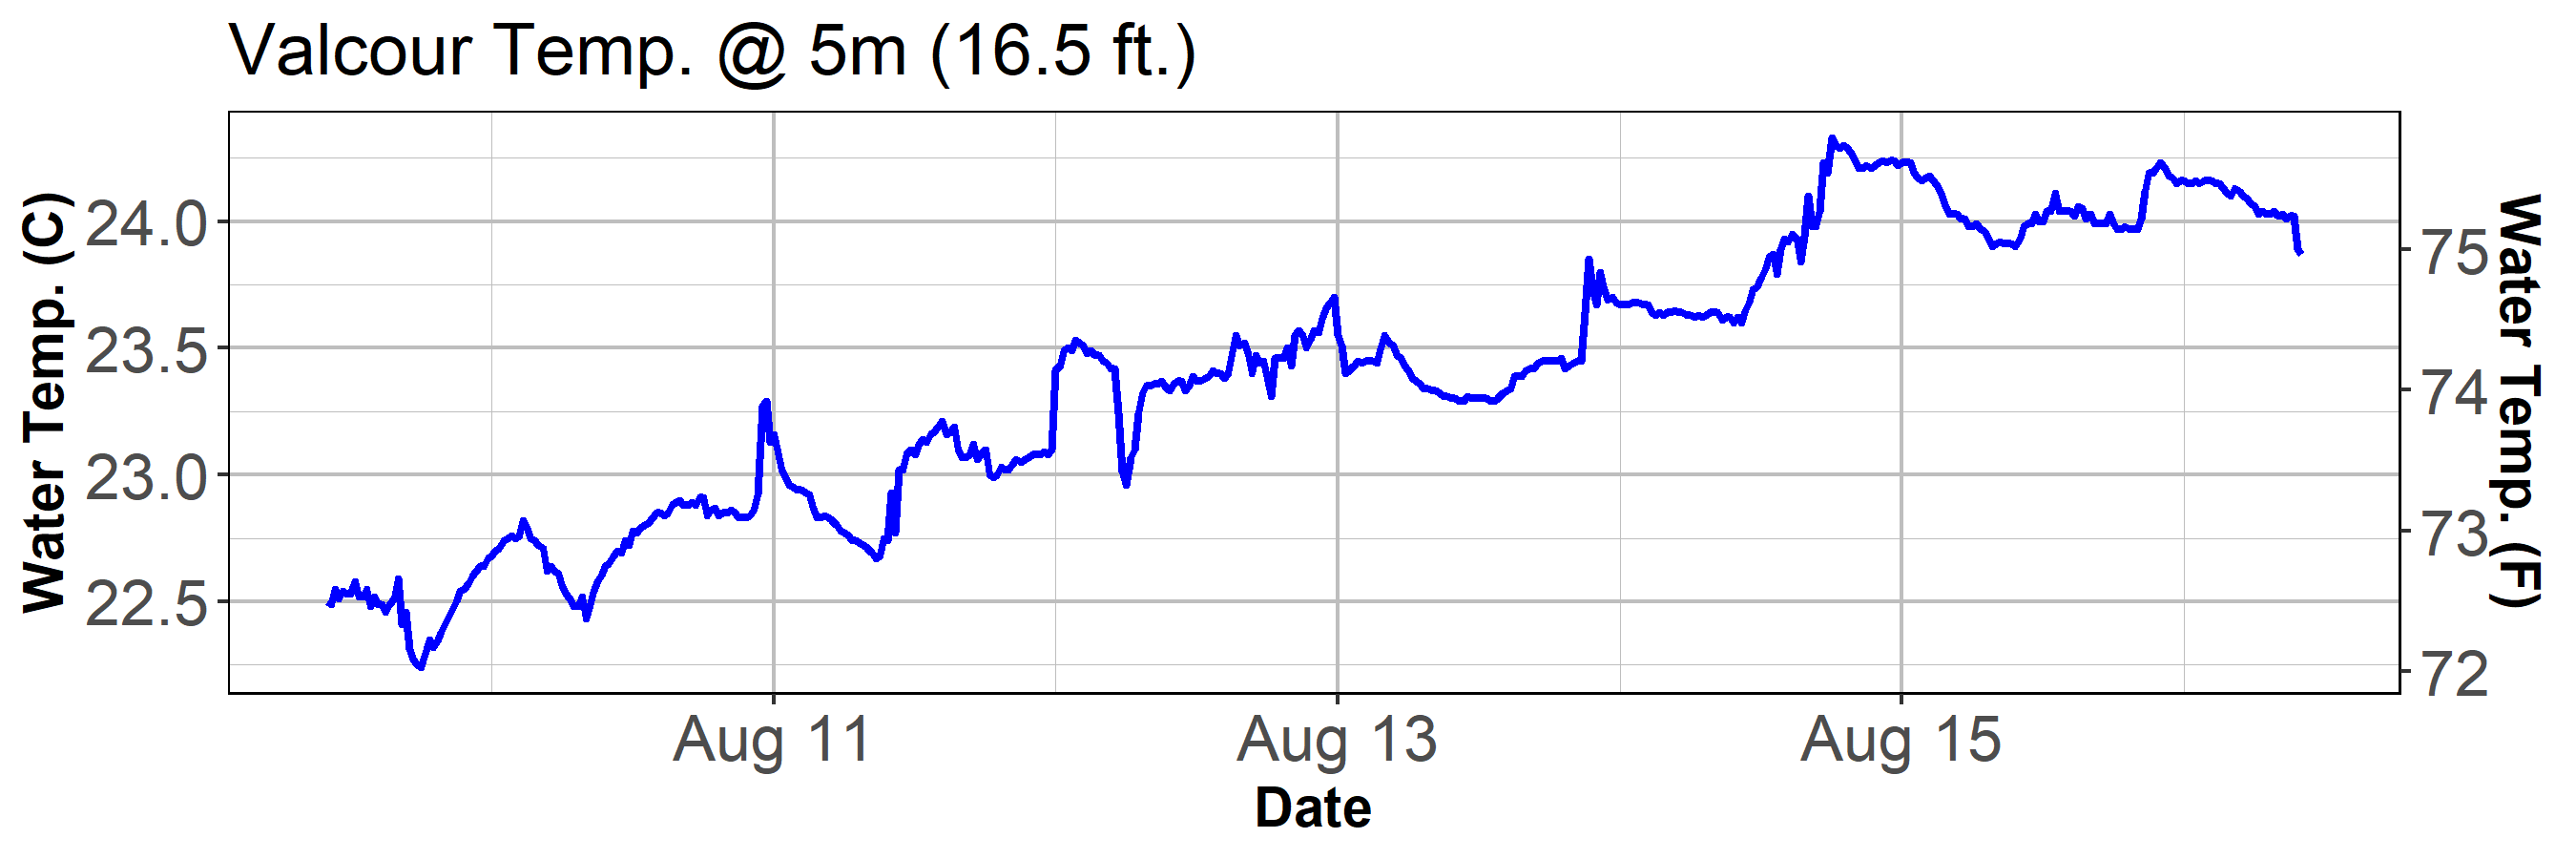 Valcour Temp. @ 5m (16.5 ft.)
Water Temp. (C)
24.0
23.5
23.0
22.5
75
74
73
72
Water Temp. (F)
Aug 11 Aug 13 Aug 15
Date